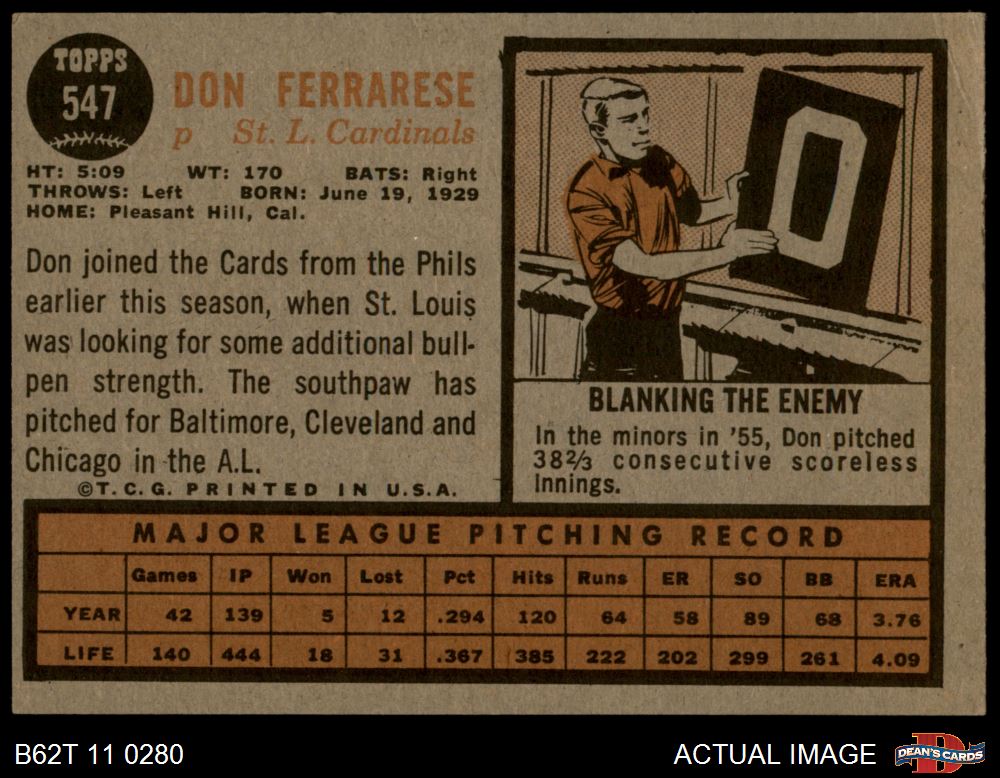 TOPPS
547
DON FERRARESE
p St. L. Cardinals
HT: 5:09 WT: 170 BATS: Right
THROWS: Left BORN: June 19, 1929
HOME: Pleasant Hill, Cal.
Don joined the Cards from the Phils
earlier this season, when St. Louis
was looking for some additional bull-
pen strength. The southpaw has
pitched for Baltimore, Cleveland and
Chicago in the A.L.
©T.C.G. PRINTED IN U.S.A.
0
BLANKING THE ENEMY
In the minors in '55, Don pitched
38⅔ consecutive scoreless
innings.
MAJOR LEAGUE PITCHING RECORD
Games IP Won Lost Pct Hits Runs ER SO BB ERA
YEAR 42 139 5 12 .294 120 64 58 89 68 3.76
LIFE 140 444 18 31 .367 385 222 202 299 261 4.09
B62T 11 0280
ACTUAL IMAGE
D
DEAN'S CARDS